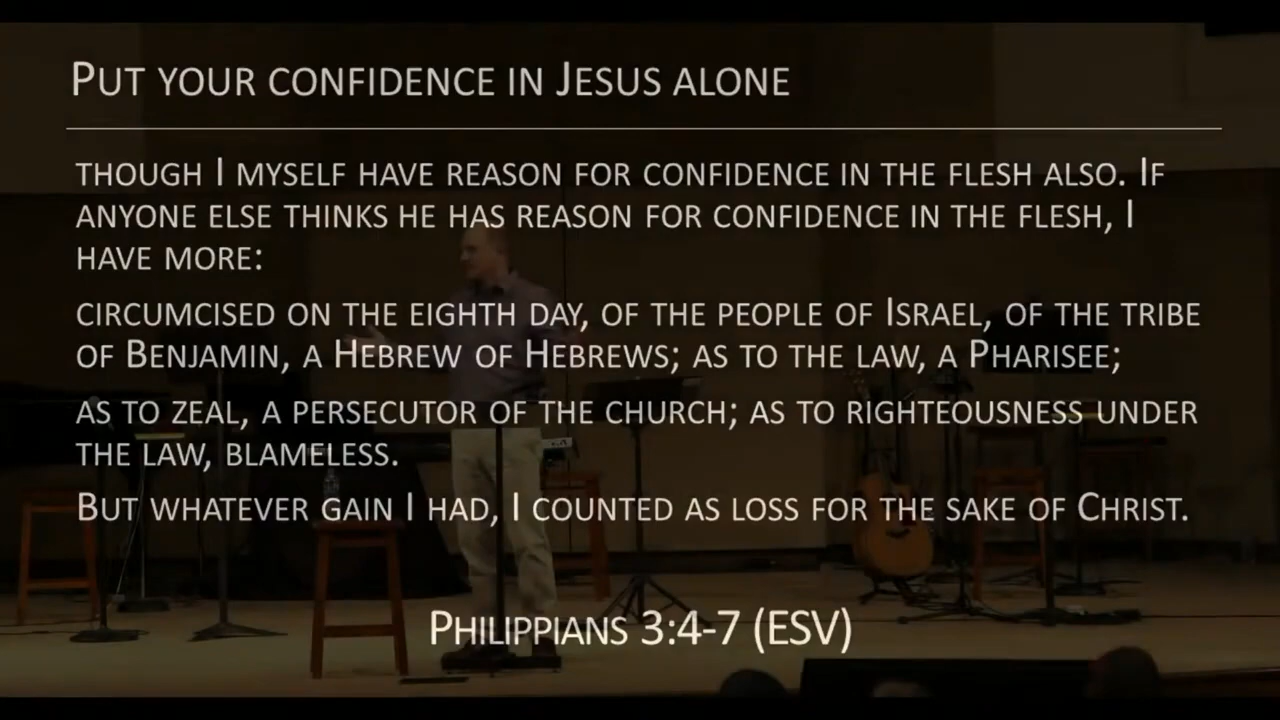 Put your confidence in Jesus alone
though I myself have reason for confidence in the flesh also. If
anyone else thinks he has reason for confidence in the flesh, I
have more:
circumcised on the eighth day, of the people of Israel, of the tribe
of Benjamin, a Hebrew of Hebrews; as to the law, a Pharisee;
as to zeal, a persecutor of the church; as to righteousness under
the law, blameless.
But whatever gain I had, I counted as loss for the sake of Christ.
Philippians 3:4-7 (ESV)